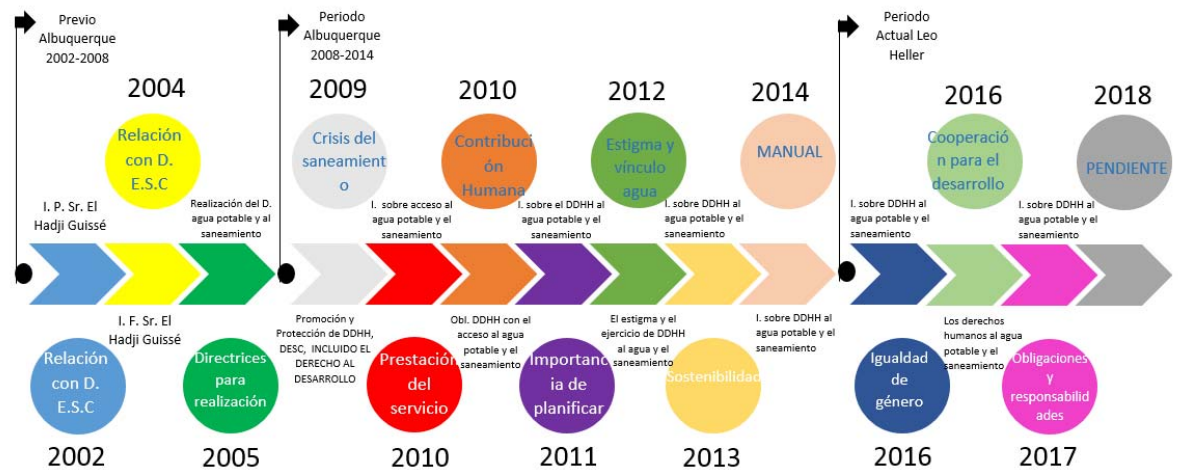 Previo
Albuquerque
2002-2008
Periodo
Albuquerque
2008-2014
Periodo
Actual Leo
Heller
2004
2009
2010
2012
2014
2016
2018
Relación
con D.
E.S.C
Crisis del
saneamient
o
Contribuci
ón
Humana
Estigma y
vínculo
agua
MANUAL
Cooperació
n para el
desarrollo
PENDIENTE
I. P. Sr. El
Hadji Guissé
Realización del D.
agua potable y al
saneamiento
I. sobre acceso al
agua potable y el
saneamiento
I. sobre el DDHH al
agua potable y el
saneamiento
I. sobre DDHH al
agua potable y el
saneamiento
I. sobre DDHH al
agua potable y el
saneamiento
I. sobre DDHH al
agua potable y el
saneamiento
I. F. Sr. El
Hadji Guissé
Promoción y
Protección de DDHH,
DESC, INCLUIDO EL
DERECHO AL
DESARROLLO
Obl. DDHH con el
acceso al agua
potable y el
saneamiento
El estigma y el
ejercicio de DDHH
al agua y el
saneamiento
I. sobre DDHH al
agua potable y el
saneamiento
Los derechos
humanos al agua
potable y el
saneamiento
Relación
con D.
E.S.C
Directrices
para
realización
Prestación
del
servicio
Importanc
ia de
planificar
Sostenibilidad
Igualdad
de
género
Obligaciones
y
responsabilid
ades
2002
2005
2010
2011
2013
2016
2017